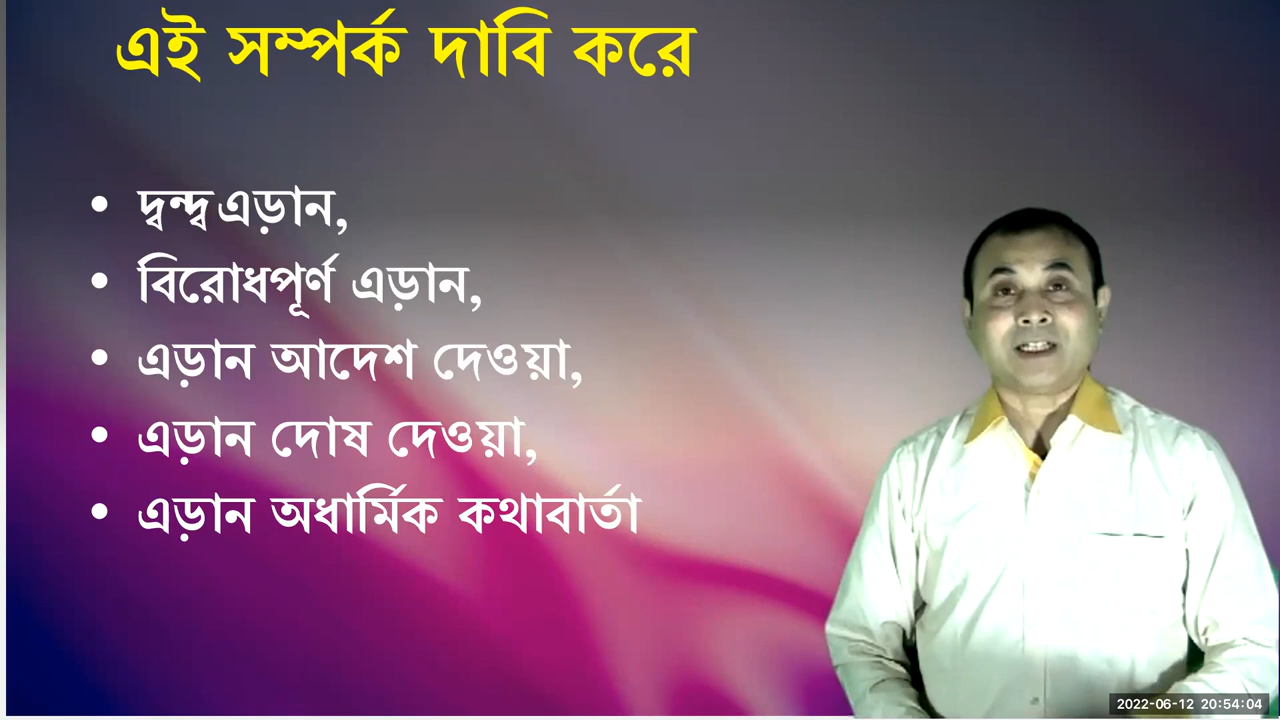 এই সম্পর্ক দাবি করে
• দ্বন্দ্ব এড়ান,
• বিরোধপূর্ণ এড়ান,
• এড়ান আদেশ দেওয়া,
• এড়ান দোষ দেওয়া,
• এড়ান অধার্মিক কথাবার্তা
2022-06-12 20:54:04